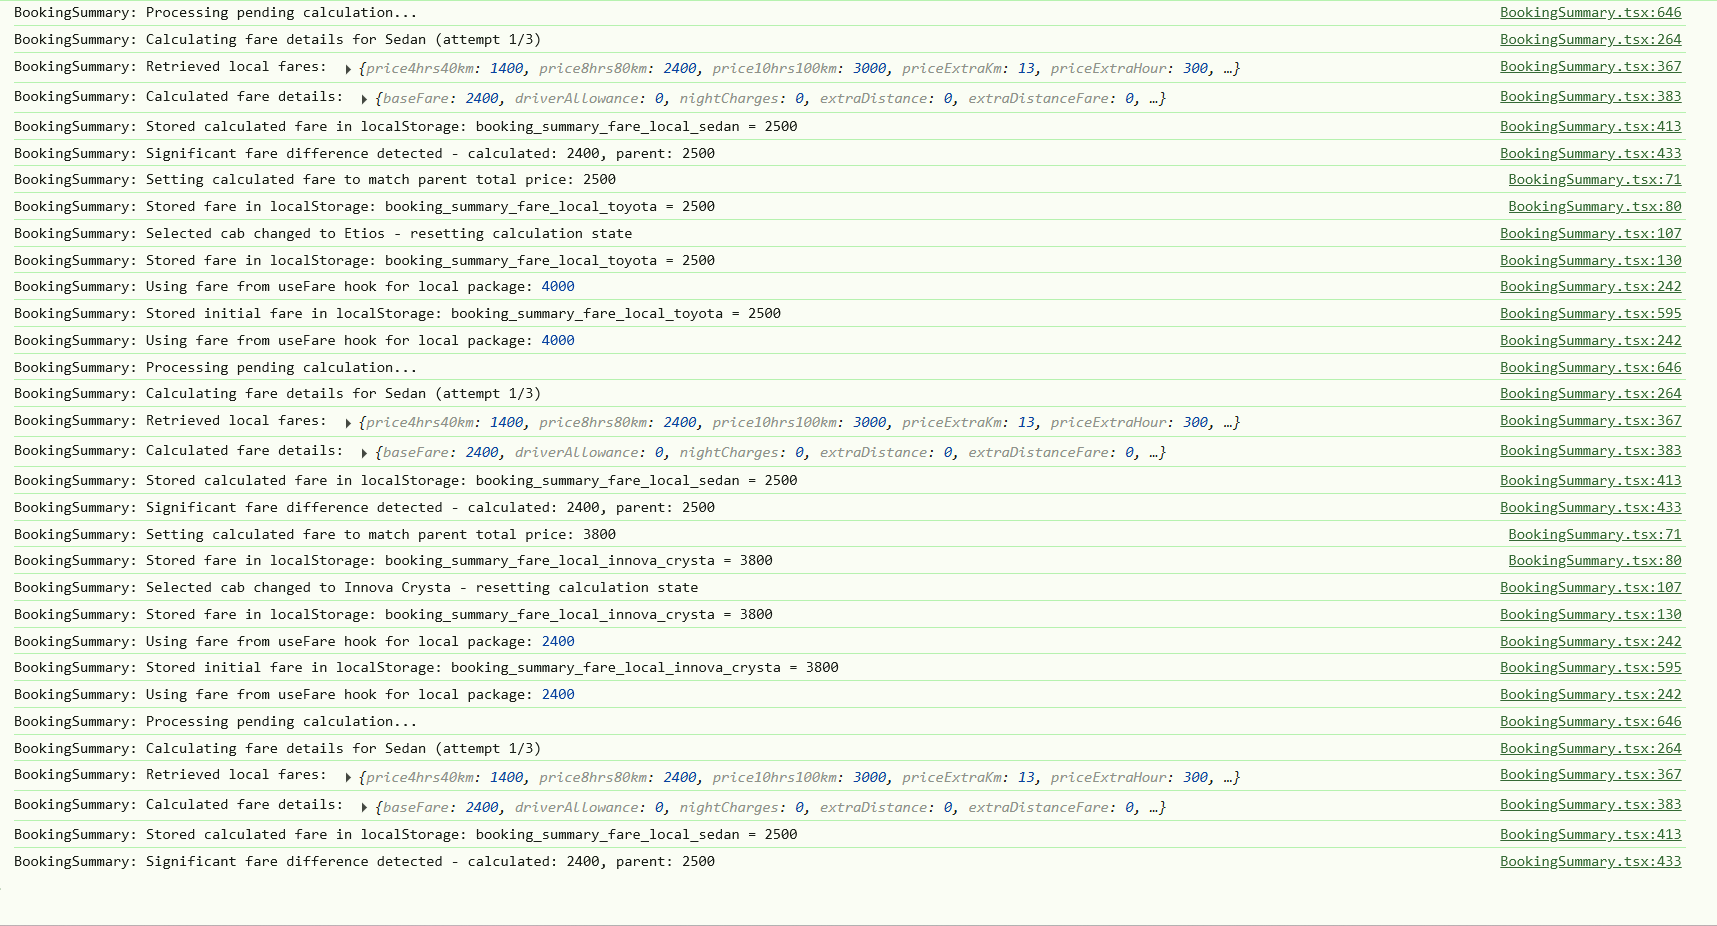 BookingSummary: Processing pending calculation... BookingSummary.tsx:646
BookingSummary: Calculating fare details for Sedan (attempt 1/3) BookingSummary.tsx:264
BookingSummary: Retrieved local fares: ▶ {price4hrs40km: 1400, price8hrs80km: 2400, price10hrs100km: 3000, priceExtraKm: 13, priceExtraHour: 300, …} BookingSummary.tsx:367
BookingSummary: Calculated fare details: ▶ {baseFare: 2400, driverAllowance: 0, nightCharges: 0, extraDistance: 0, extraDistanceFare: 0, …} BookingSummary.tsx:383
BookingSummary: Stored calculated fare in localStorage: booking_summary_fare_local_sedan = 2500 BookingSummary.tsx:413
BookingSummary: Significant fare difference detected - calculated: 2400, parent: 2500 BookingSummary.tsx:433
BookingSummary: Setting calculated fare to match parent total price: 2500 BookingSummary.tsx:71
BookingSummary: Stored fare in localStorage: booking_summary_fare_local_toyota = 2500 BookingSummary.tsx:80
BookingSummary: Selected cab changed to Etios - resetting calculation state BookingSummary.tsx:107
BookingSummary: Stored fare in localStorage: booking_summary_fare_local_toyota = 2500 BookingSummary.tsx:130
BookingSummary: Using fare from useFare hook for local package: 4000 BookingSummary.tsx:242
BookingSummary: Stored initial fare in localStorage: booking_summary_fare_local_toyota = 2500 BookingSummary.tsx:595
BookingSummary: Using fare from useFare hook for local package: 4000 BookingSummary.tsx:242
BookingSummary: Processing pending calculation... BookingSummary.tsx:646
BookingSummary: Calculating fare details for Sedan (attempt 1/3) BookingSummary.tsx:264
BookingSummary: Retrieved local fares: ▶ {price4hrs40km: 1400, price8hrs80km: 2400, price10hrs100km: 3000, priceExtraKm: 13, priceExtraHour: 300, …} BookingSummary.tsx:367
BookingSummary: Calculated fare details: ▶ {baseFare: 2400, driverAllowance: 0, nightCharges: 0, extraDistance: 0, extraDistanceFare: 0, …} BookingSummary.tsx:383
BookingSummary: Stored calculated fare in localStorage: booking_summary_fare_local_sedan = 2500 BookingSummary.tsx:413
BookingSummary: Significant fare difference detected - calculated: 2400, parent: 2500 BookingSummary.tsx:433
BookingSummary: Setting calculated fare to match parent total price: 3800 BookingSummary.tsx:71
BookingSummary: Stored fare in localStorage: booking_summary_fare_local_innova_crysta = 3800 BookingSummary.tsx:80
BookingSummary: Selected cab changed to Innova Crysta - resetting calculation state BookingSummary.tsx:107
BookingSummary: Stored fare in localStorage: booking_summary_fare_local_innova_crysta = 3800 BookingSummary.tsx:130
BookingSummary: Using fare from useFare hook for local package: 2400 BookingSummary.tsx:242
BookingSummary: Stored initial fare in localStorage: booking_summary_fare_local_innova_crysta = 3800 BookingSummary.tsx:595
BookingSummary: Using fare from useFare hook for local package: 2400 BookingSummary.tsx:242
BookingSummary: Processing pending calculation... BookingSummary.tsx:646
BookingSummary: Calculating fare details for Sedan (attempt 1/3) BookingSummary.tsx:264
BookingSummary: Retrieved local fares: ▶ {price4hrs40km: 1400, price8hrs80km: 2400, price10hrs100km: 3000, priceExtraKm: 13, priceExtraHour: 300, …} BookingSummary.tsx:367
BookingSummary: Calculated fare details: ▶ {baseFare: 2400, driverAllowance: 0, nightCharges: 0, extraDistance: 0, extraDistanceFare: 0, …} BookingSummary.tsx:383
BookingSummary: Stored calculated fare in localStorage: booking_summary_fare_local_sedan = 2500 BookingSummary.tsx:413
BookingSummary: Significant fare difference detected - calculated: 2400, parent: 2500 BookingSummary.tsx:433